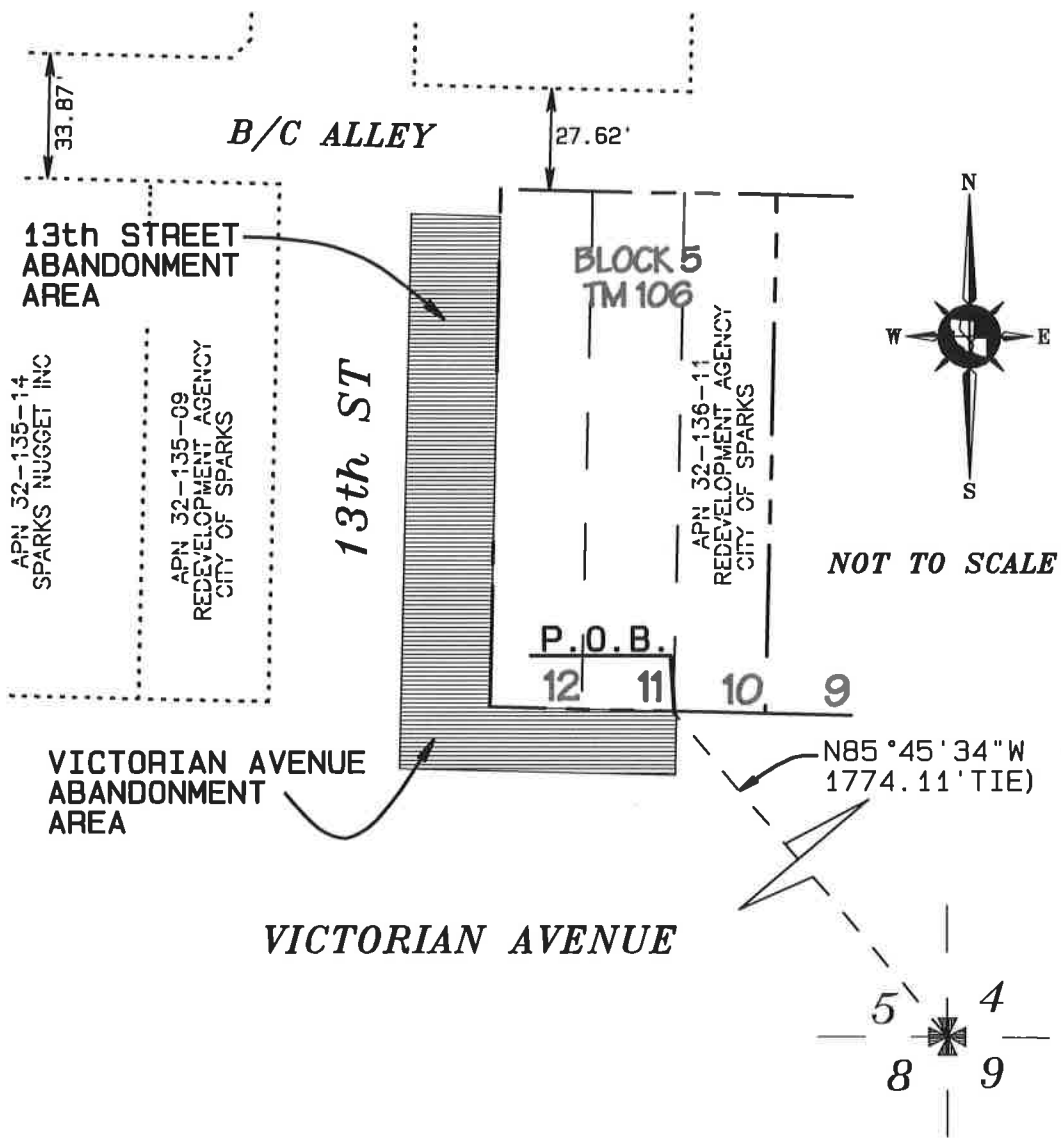 33.87'
B/C ALLEY
27.62'
13th STREET
ABANDONMENT
AREA
BLOCK 5
TM 106
N
W
E
S
APN 32-135-14
SPARKS NUGGET INC
APN 32-135-09
REDEVELOPMENT AGENCY
CITY OF SPARKS
13th ST
APN 32-136-11
REDEVELOPMENT AGENCY
CITY OF SPARKS
NOT TO SCALE
P.O.B.
12 11 10 9
VICTORIAN AVENUE
ABANDONMENT
AREA
N85°45'34"W
1774.11'TIE)
VICTORIAN AVENUE
5 4
8 9